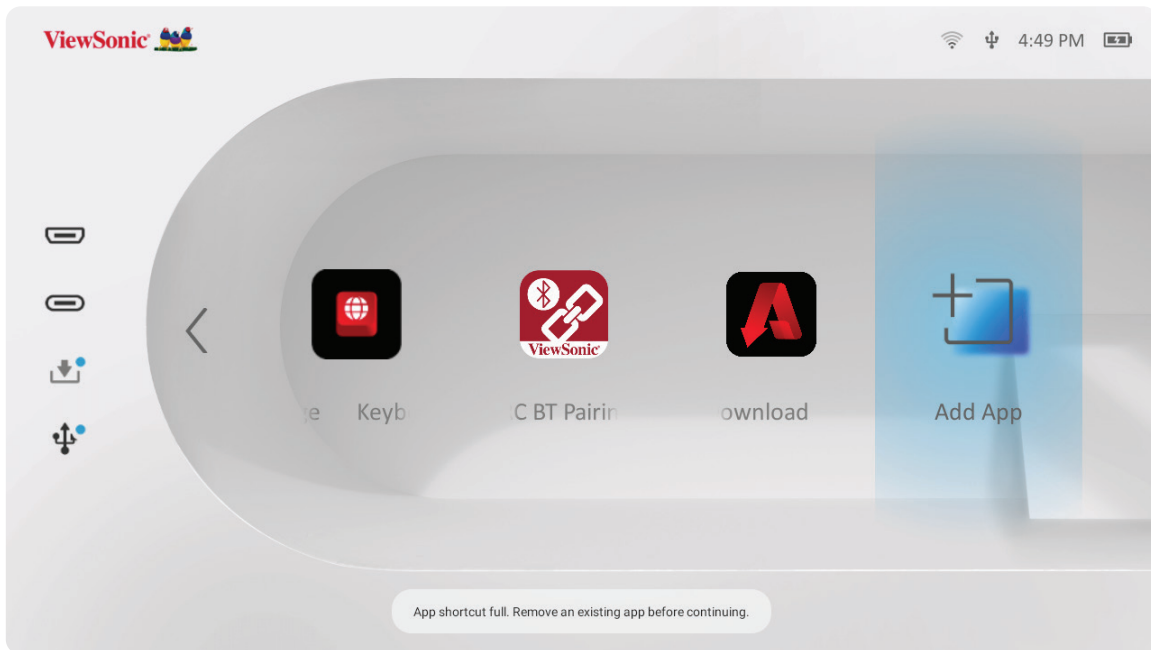 ViewSonic
4:49 PM
ViewSonic
Keyb
C BT Pairin
ownload
Add App
App shortcut full. Remove an existing app before continuing.